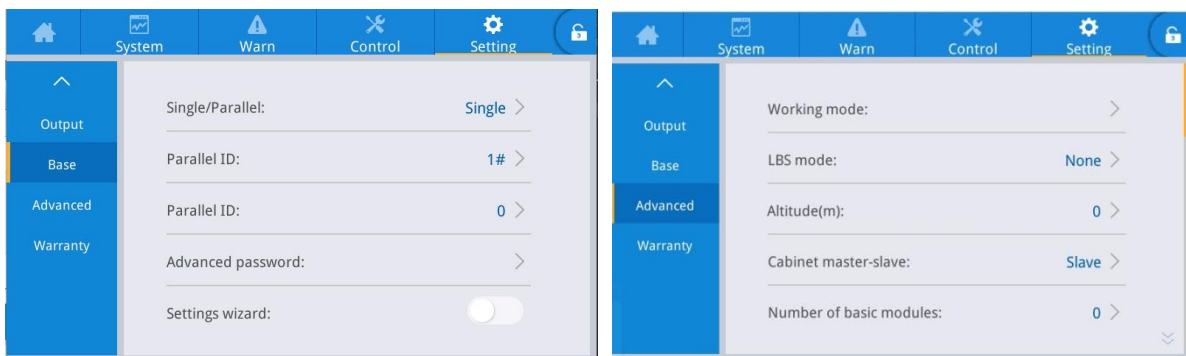 System Warn Control Setting
Output
Base
Advanced
Warranty
Single/Parallel: Single
Parallel ID: 1#
Parallel ID: 0
Advanced password:
Settings wizard:
System Warn Control Setting
Output
Base
Advanced
Warranty
Working mode:
LBS mode: None
Altitude(m): 0
Cabinet master-slave: Slave
Number of basic modules: 0